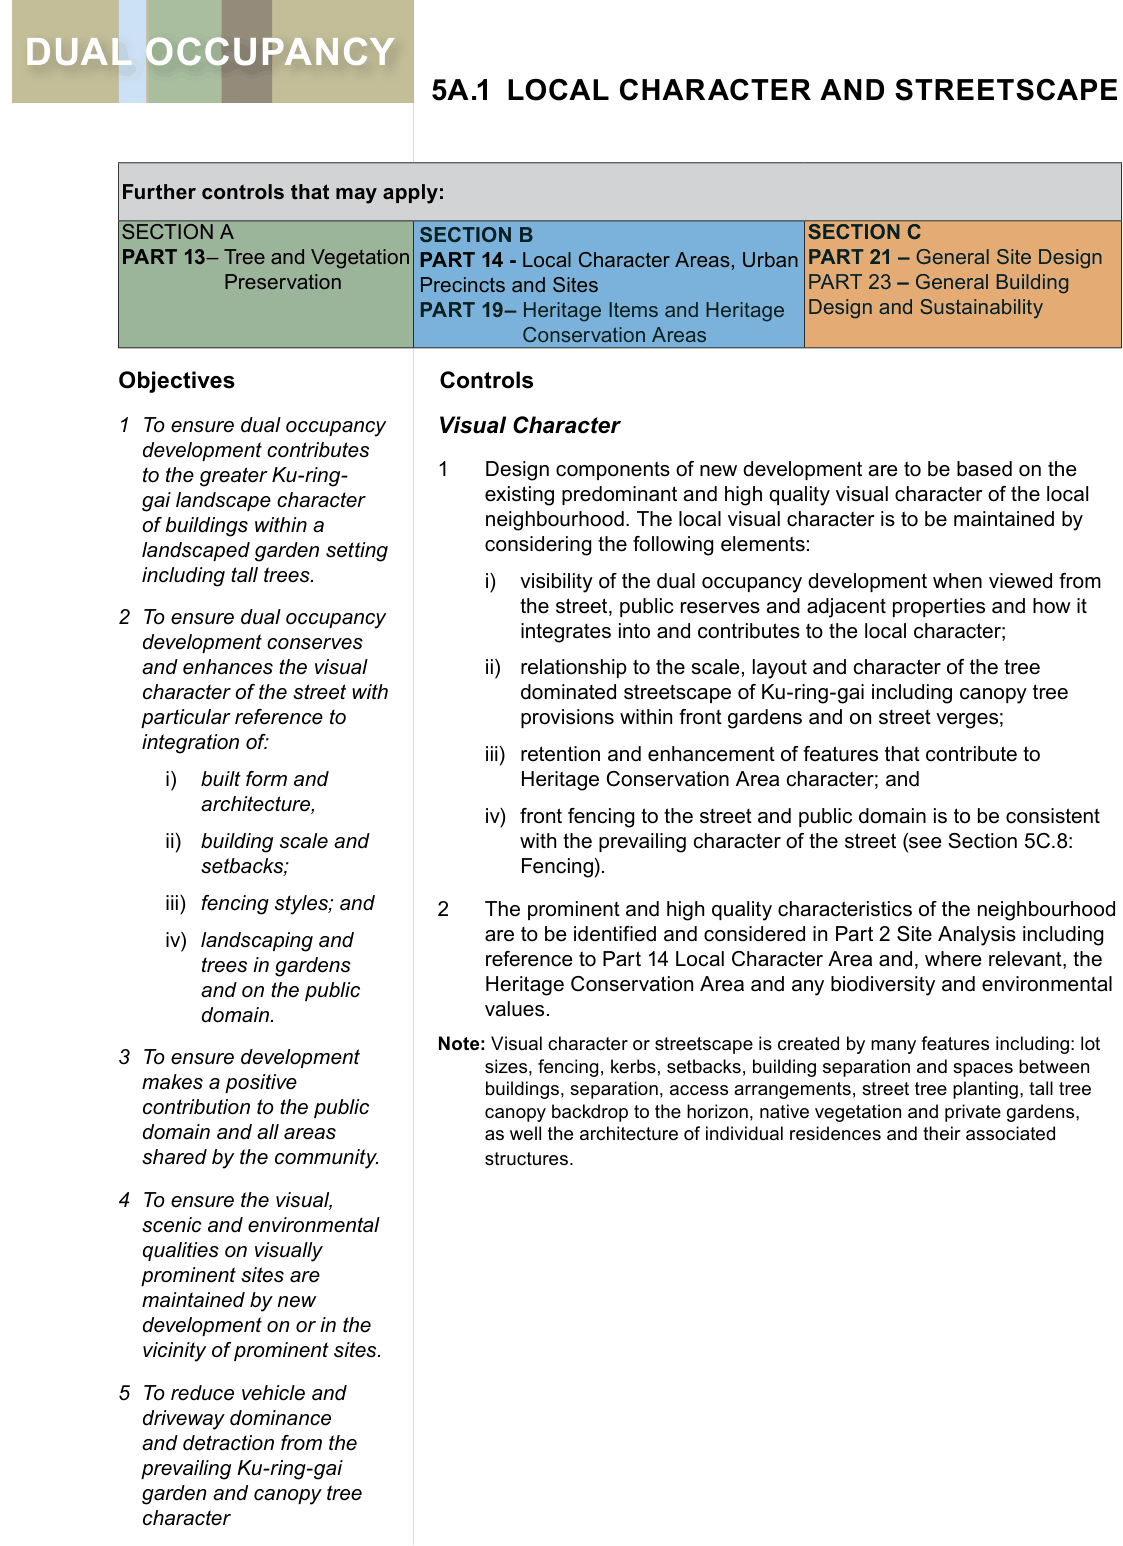 DUAL OCCUPANCY
5A.1 LOCAL CHARACTER AND STREETSCAPE
Further controls that may apply:
SECTION A
PART 13– Tree and Vegetation
Preservation
SECTION B
PART 14 - Local Character Areas, Urban
Precincts and Sites
PART 19– Heritage Items and Heritage
Conservation Areas
SECTION C
PART 21 – General Site Design
PART 23 – General Building
Design and Sustainability
Objectives
1 To ensure dual occupancy
development contributes
to the greater Ku-ring-
gai landscape character
of buildings within a
landscaped garden setting
including tall trees.
2 To ensure dual occupancy
development conserves
and enhances the visual
character of the street with
particular reference to
integration of:
i) built form and
architecture,
ii) building scale and
setbacks;
iii) fencing styles; and
iv) landscaping and
trees in gardens
and on the public
domain.
3 To ensure development
makes a positive
contribution to the public
domain and all areas
shared by the community.
4 To ensure the visual,
scenic and environmental
qualities on visually
prominent sites are
maintained by new
development on or in the
vicinity of prominent sites.
5 To reduce vehicle and
driveway dominance
and detraction from the
prevailing Ku-ring-gai
garden and canopy tree
character
Controls
Visual Character
1 Design components of new development are to be based on the
existing predominant and high quality visual character of the local
neighbourhood. The local visual character is to be maintained by
considering the following elements:
i) visibility of the dual occupancy development when viewed from
the street, public reserves and adjacent properties and how it
integrates into and contributes to the local character;
ii) relationship to the scale, layout and character of the tree
dominated streetscape of Ku-ring-gai including canopy tree
provisions within front gardens and on street verges;
iii) retention and enhancement of features that contribute to
Heritage Conservation Area character; and
iv) front fencing to the street and public domain is to be consistent
with the prevailing character of the street (see Section 5C.8:
Fencing).
2 The prominent and high quality characteristics of the neighbourhood
are to be identified and considered in Part 2 Site Analysis including
reference to Part 14 Local Character Area and, where relevant, the
Heritage Conservation Area and any biodiversity and environmental
values.
Note: Visual character or streetscape is created by many features including: lot
sizes, fencing, kerbs, setbacks, building separation and spaces between
buildings, separation, access arrangements, street tree planting, tall tree
canopy backdrop to the horizon, native vegetation and private gardens,
as well the architecture of individual residences and their associated
structures.